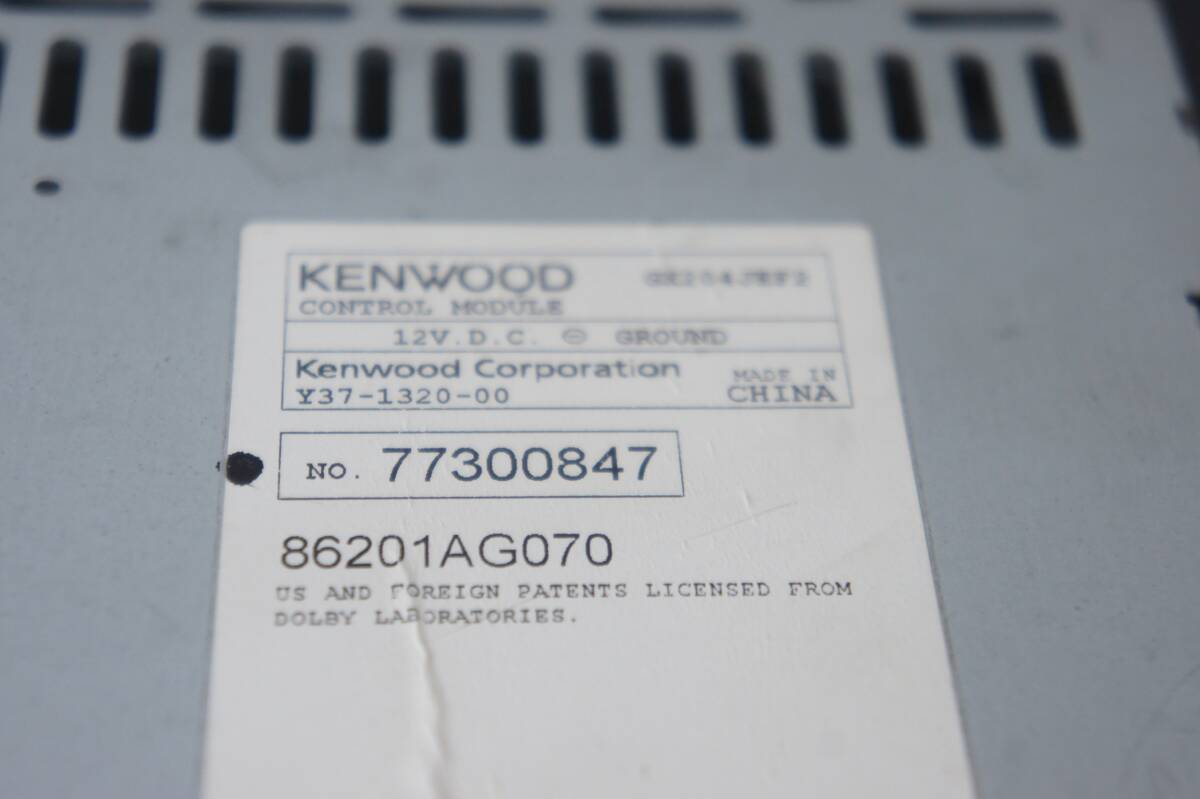 KENWOOD GX204JEF2
CONTROL MODULE
12V.D.C. ⊖ GROUND
Kenwood Corporation
Y37-1320-00 MADE IN CHINA
NO. 77300847
86201AG070
US AND FOREIGN PATENTS LICENSED FROM
DOLBY LABORATORIES.